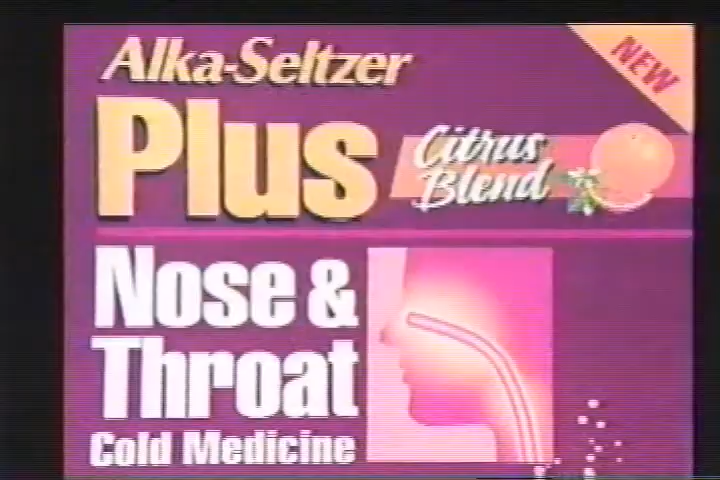 Alka-Seltzer
NEW
Plus
Citrus
Blend
Nose &
Throat
Cold Medicine